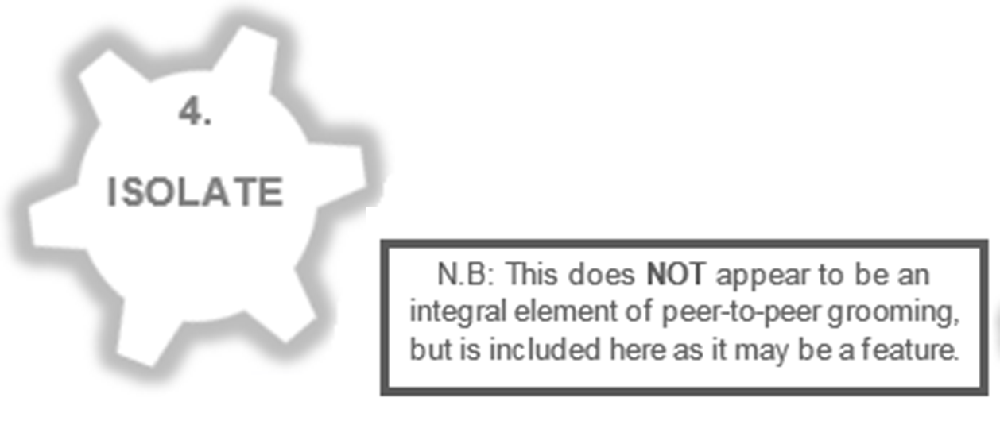 4.
ISOLATE
N.B: This does NOT appear to be an
integral element of peer-to-peer grooming,
but is included here as it may be a feature.